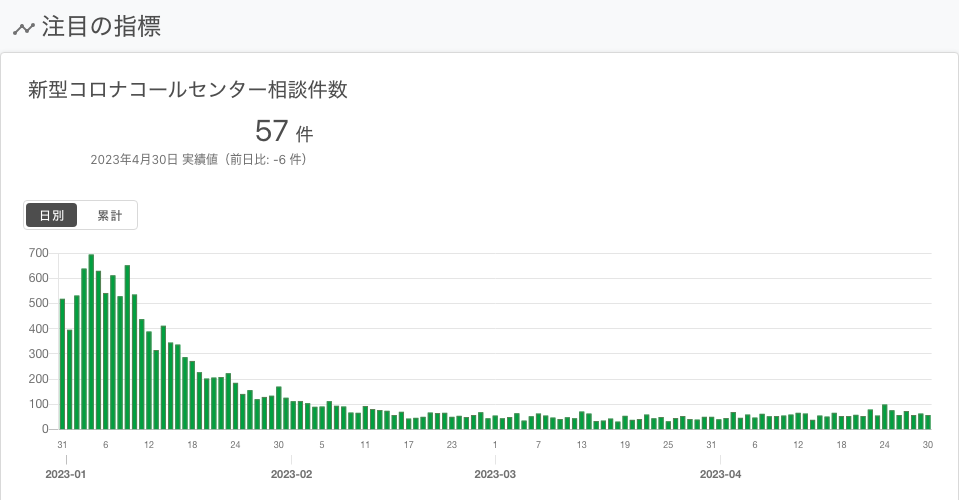 注目の指標
新型コロナコールセンター相談件数
57 件
2023年4月30日 実績値（前日比: -6 件）
日別 累計
700
600
500
400
300
200
100
0
31 6 12 18 24 30 5 11 17 23 1 7 13 19 25 31 6 12 18 24 30
2023-01 2023-02 2023-03 2023-04